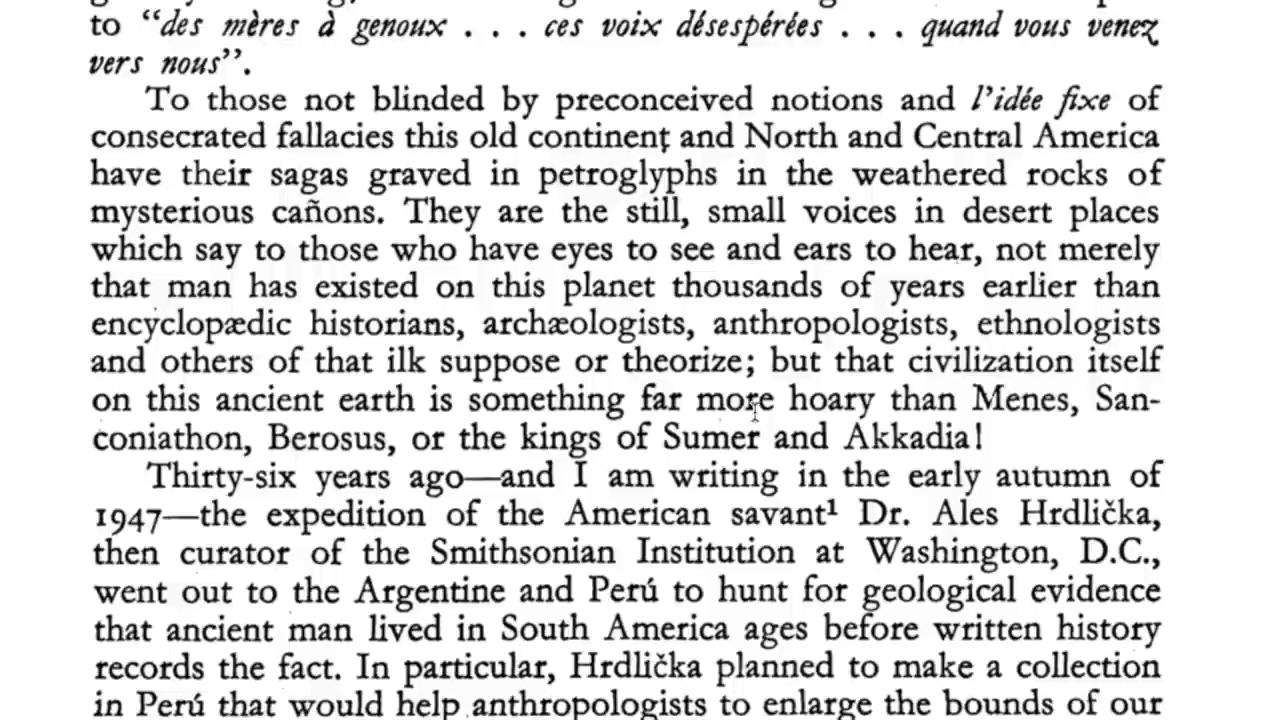 to “des mères à genoux . . . ces voix désespérées . . . quand vous venez
vers nous”.
To those not blinded by preconceived notions and l’idée fixe of
consecrated fallacies this old continent and North and Central America
have their sagas graved in petroglyphs in the weathered rocks of
mysterious cañons. They are the still, small voices in desert places
which say to those who have eyes to see and ears to hear, not merely
that man has existed on this planet thousands of years earlier than
encyclopædic historians, archæologists, anthropologists, ethnologists
and others of that ilk suppose or theorize; but that civilization itself
on this ancient earth is something far more hoary than Menes, San-
coniathon, Berosus, or the kings of Sumer and Akkadia!
Thirty-six years ago—and I am writing in the early autumn of
1947—the expedition of the American savant¹ Dr. Ales Hrdlička,
then curator of the Smithsonian Institution at Washington, D.C.,
went out to the Argentine and Perú to hunt for geological evidence
that ancient man lived in South America ages before written history
records the fact. In particular, Hrdlička planned to make a collection
in Perú that would help anthropologists to enlarge the bounds of our